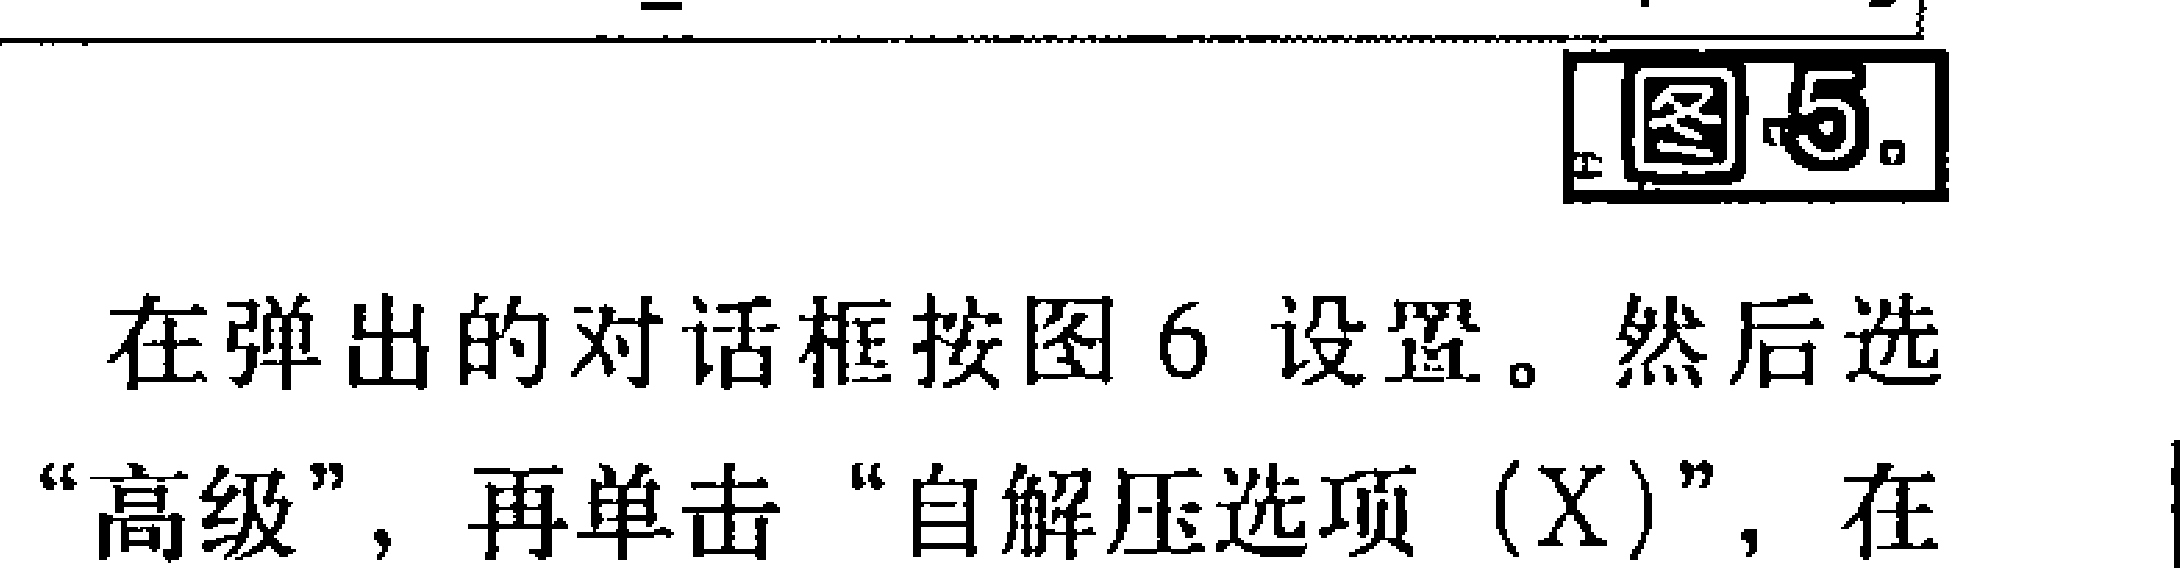 图 5
在弹出的对话框按图 6 设置。然后选
“高级”，再单击“自解压选项（X）”，在